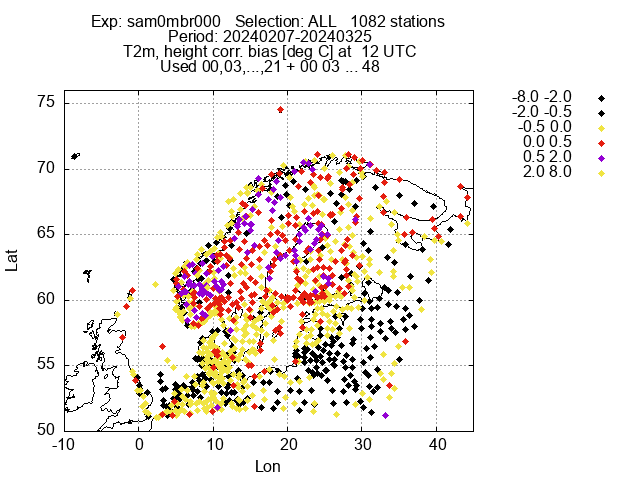 Exp: sam0mbr000 Selection: ALL 1082 stations
Period: 20240207-20240325
T2m, height corr. bias [deg C] at 12 UTC
Used 00,03,...,21 + 00 03 ... 48
-8.0 -2.0
-2.0 -0.5
-0.5 0.0
0.0 0.5
0.5 2.0
2.0 8.0
75
70
65
60
55
50
Lat
-10 0 10 20 30 40
Lon